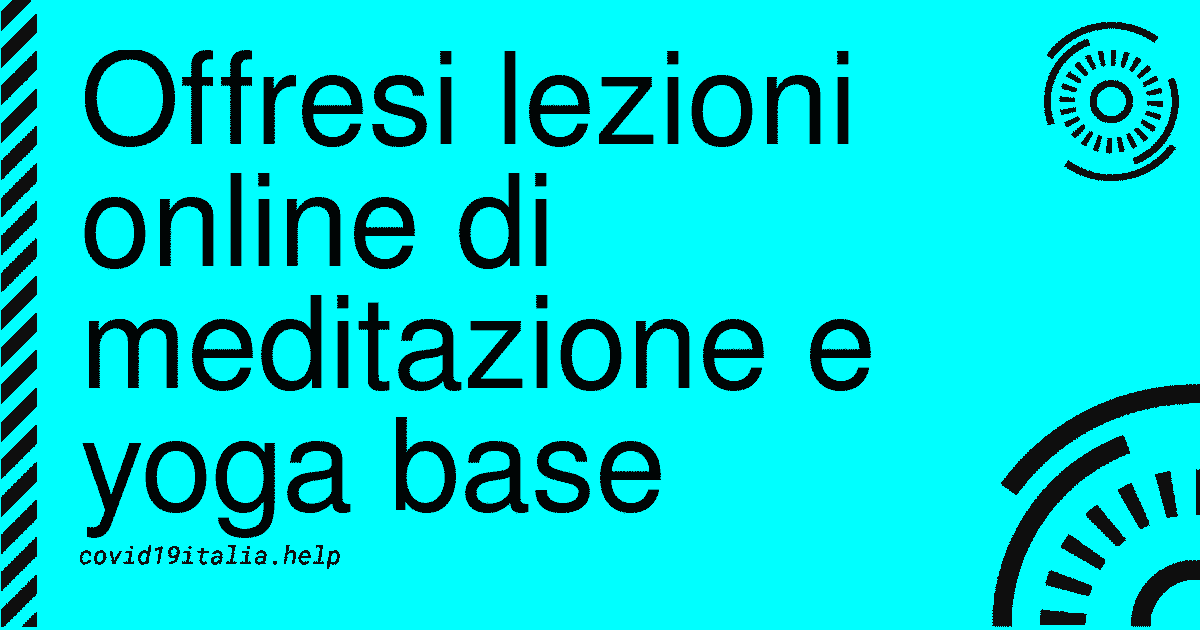 Offresi lezioni
online di
meditazione e
yoga base
covid19italia.help